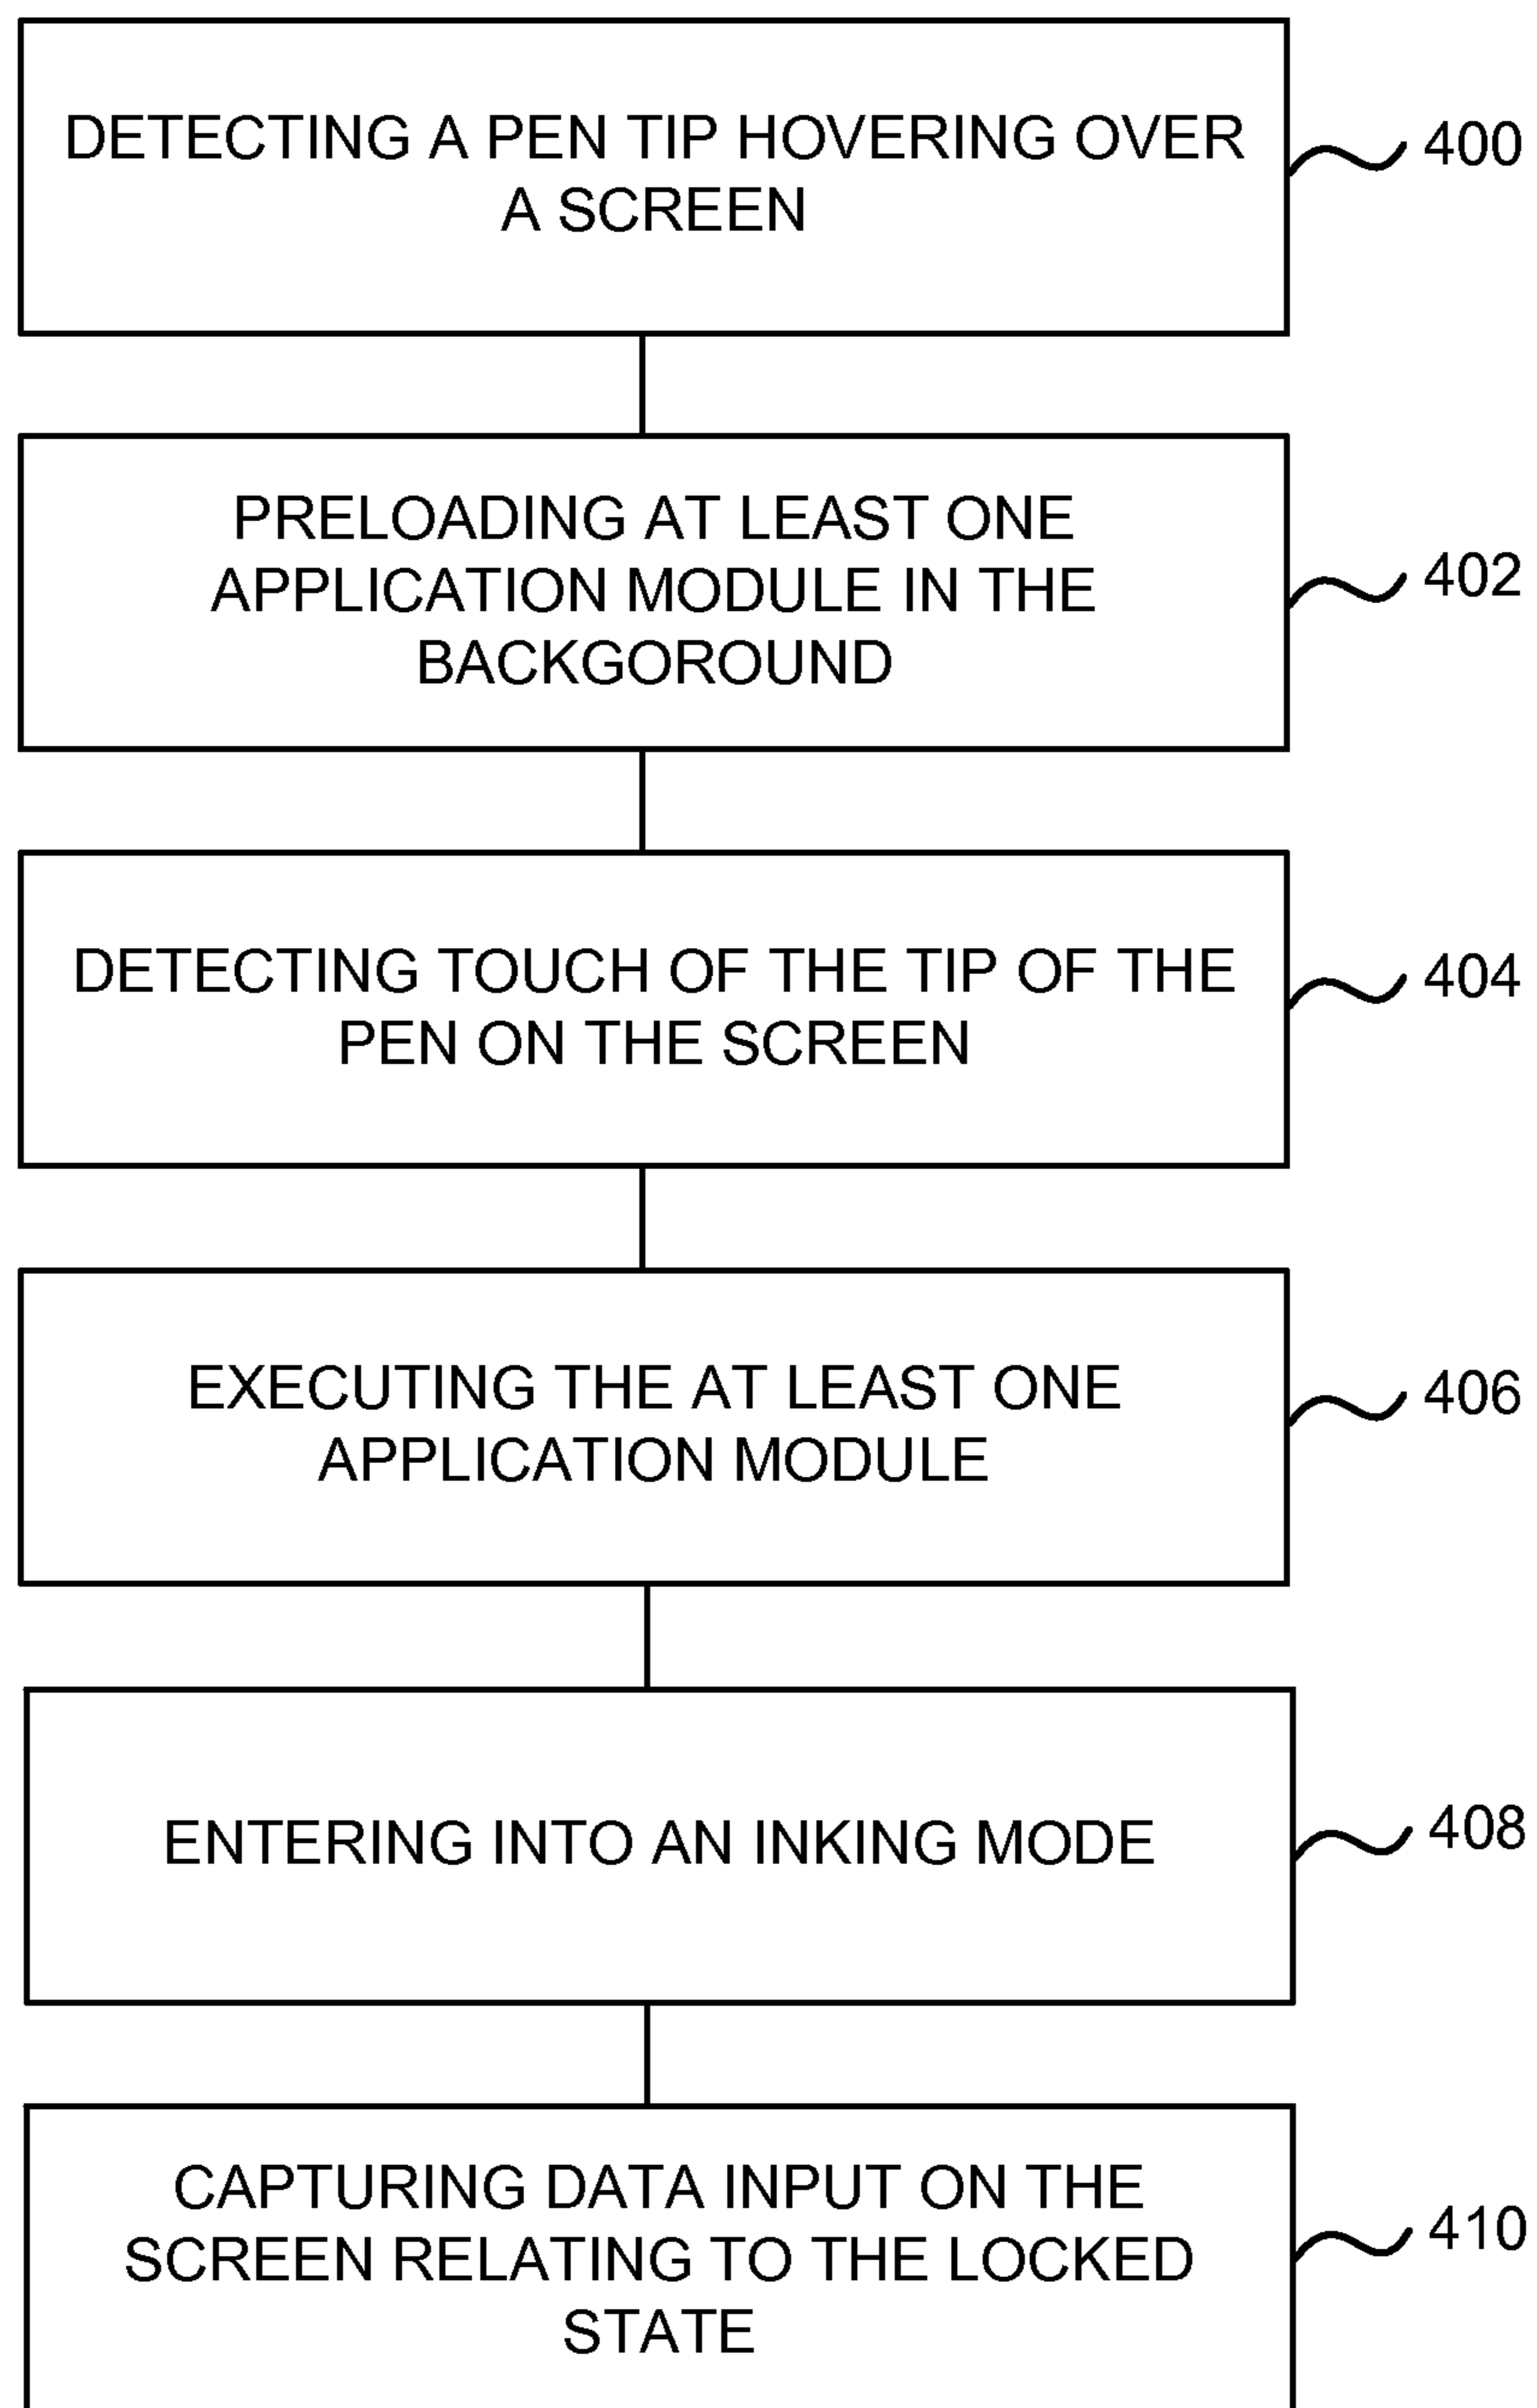 DETECTING A PEN TIP HOVERING OVER
A SCREEN
400
PRELOADING AT LEAST ONE
APPLICATION MODULE IN THE
BACKGOROUND
402
DETECTING TOUCH OF THE TIP OF THE
PEN ON THE SCREEN
404
EXECUTING THE AT LEAST ONE
APPLICATION MODULE
406
ENTERING INTO AN INKING MODE
408
CAPTURING DATA INPUT ON THE
SCREEN RELATING TO THE LOCKED
STATE
410